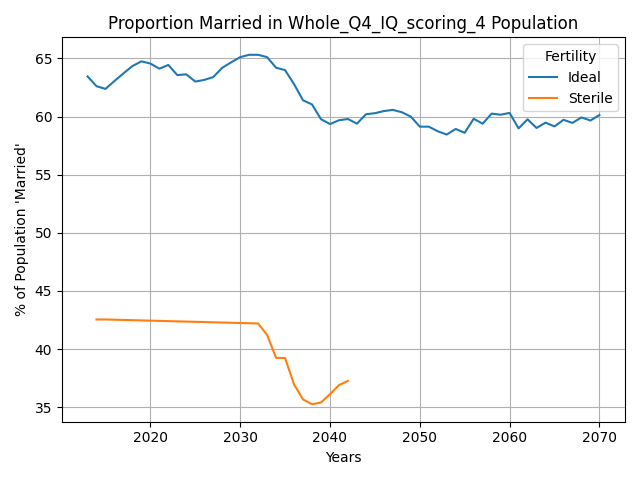 Proportion Married in Whole_Q4_IQ_scoring_4 Population
Fertility
Ideal
Sterile
% of Population 'Married'
65
60
55
50
45
40
35
2020
2030
2040
2050
2060
2070
Years